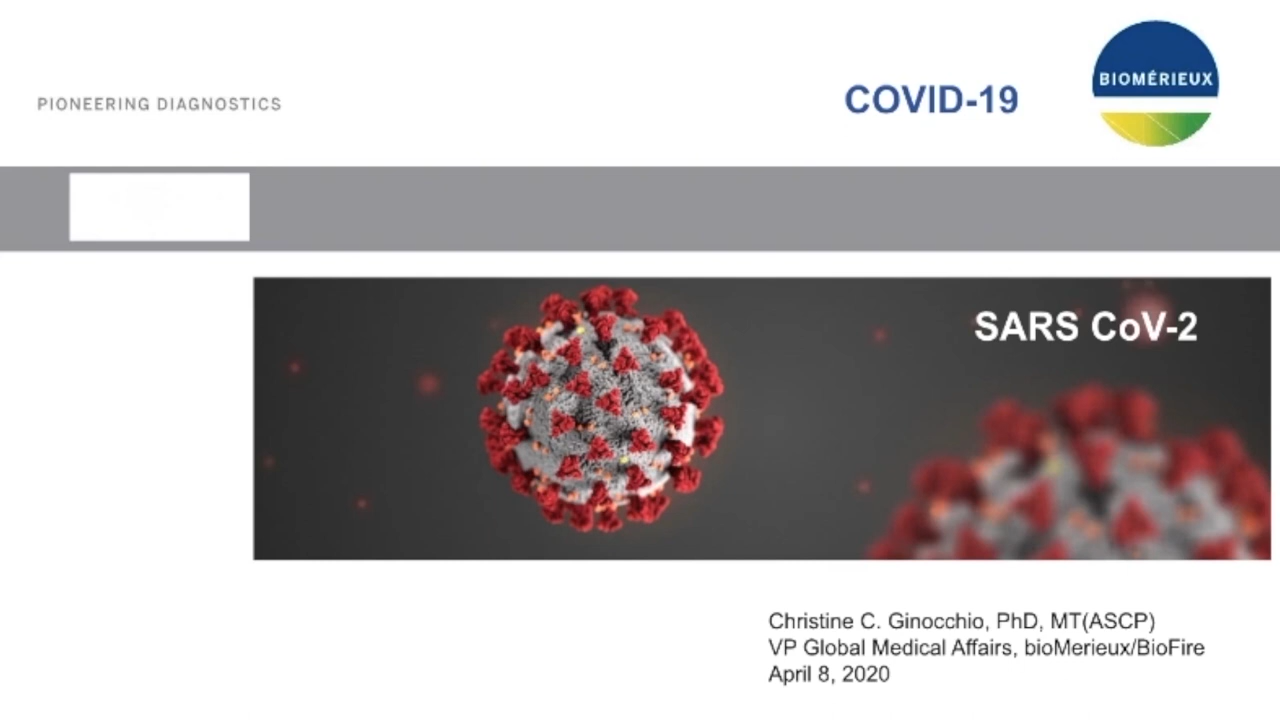 PIONEERING DIAGNOSTICS
COVID-19
BIOMÉRIEUX
SARS CoV-2
Christine C. Ginocchio, PhD, MT(ASCP)
VP Global Medical Affairs, bioMerieux/BioFire
April 8, 2020